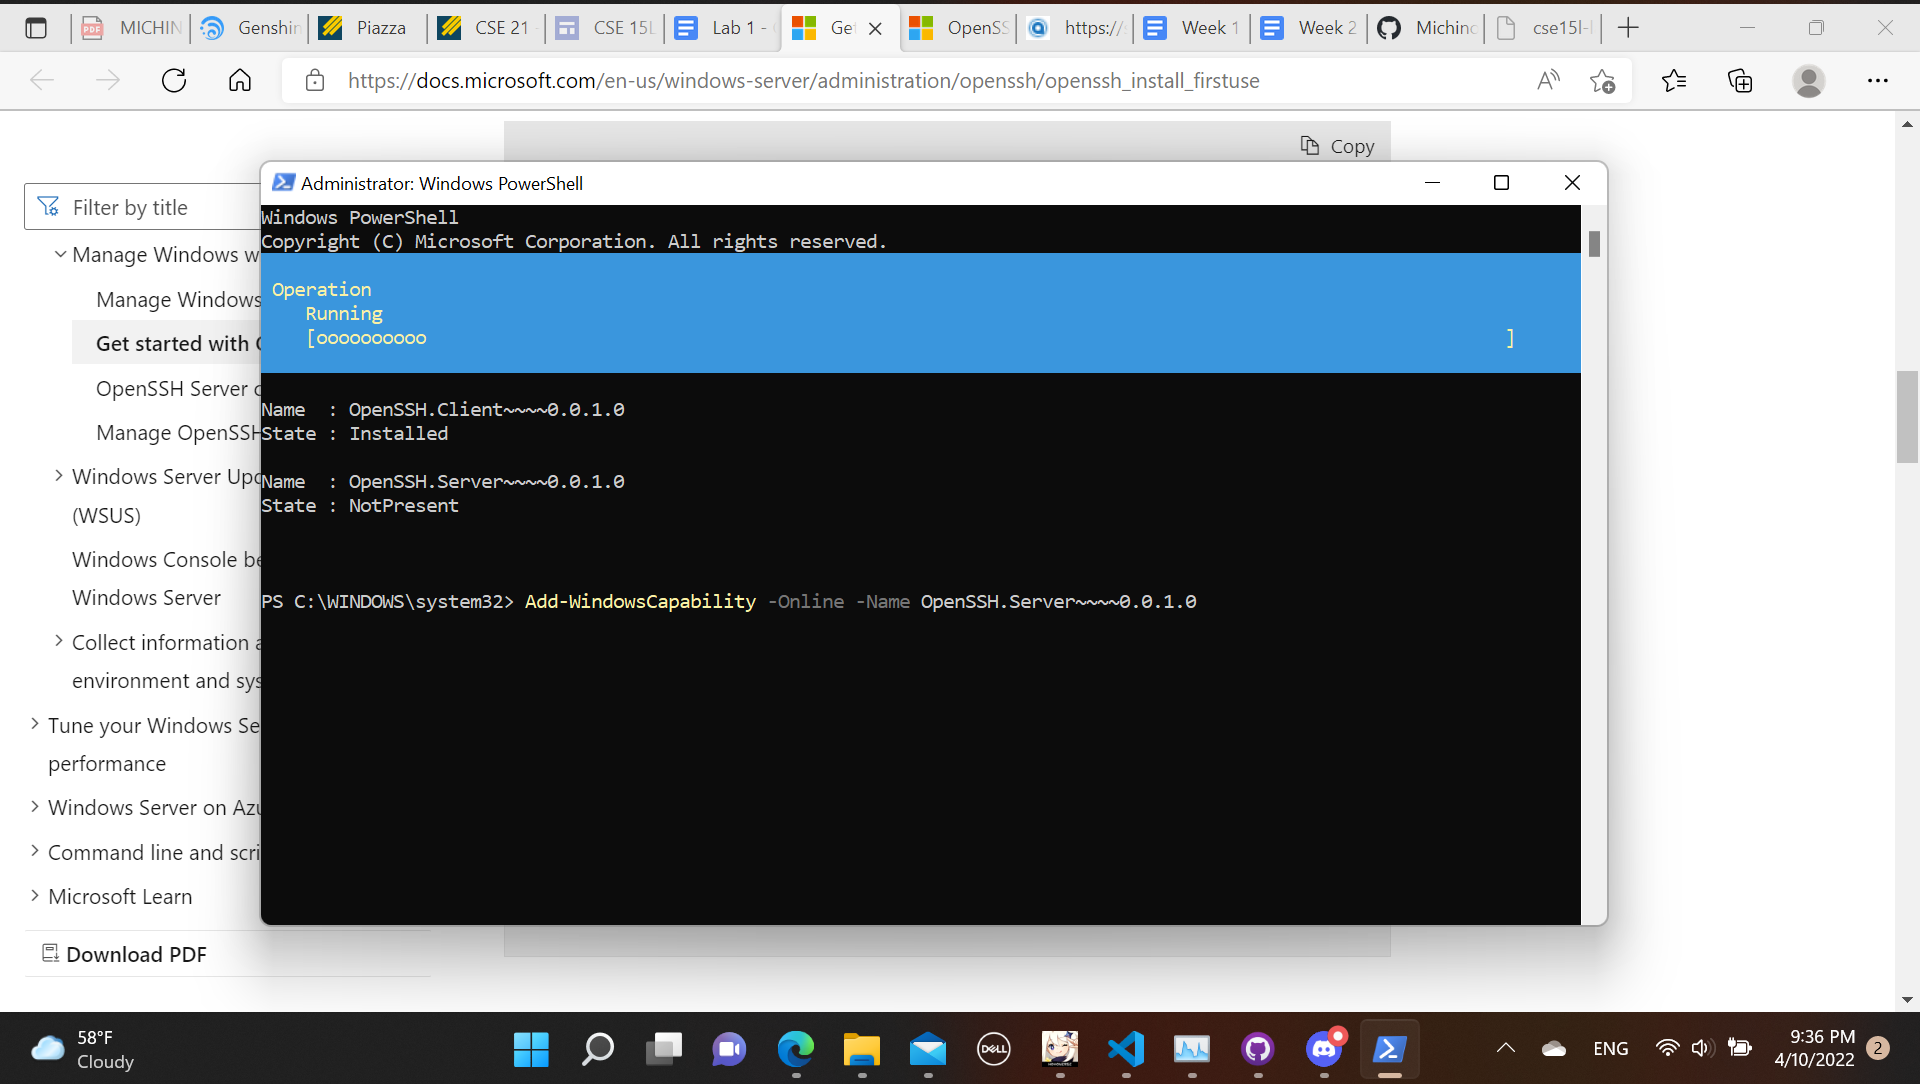 MICHIN
Genshin
Piazza
CSE 21
CSE 15L
Lab 1 -
Get
OpenSS
https://
Week 1
Week 2
Michinc
cse15l-l
https://docs.microsoft.com/en-us/windows-server/administration/openssh/openssh_install_firstuse
Copy
Filter by title
Manage Windows w
Manage Windows
Get started with
OpenSSH Server
Manage OpenSSH
Windows Server Upd
(WSUS)
Windows Console be
Windows Server
Collect information a
environment and sys
Tune your Windows Se
performance
Windows Server on Azu
Command line and scri
Microsoft Learn
Download PDF
Administrator: Windows PowerShell
Windows PowerShell
Copyright (C) Microsoft Corporation. All rights reserved.
Operation
Running
[oooooooooo ]
Name : OpenSSH.Client~~~~0.0.1.0
State : Installed
Name : OpenSSH.Server~~~~0.0.1.0
State : NotPresent
PS C:\WINDOWS\system32> Add-WindowsCapability -Online -Name OpenSSH.Server~~~~0.0.1.0
58°F
Cloudy
DELL
ENG
9:36 PM
4/10/2022
2